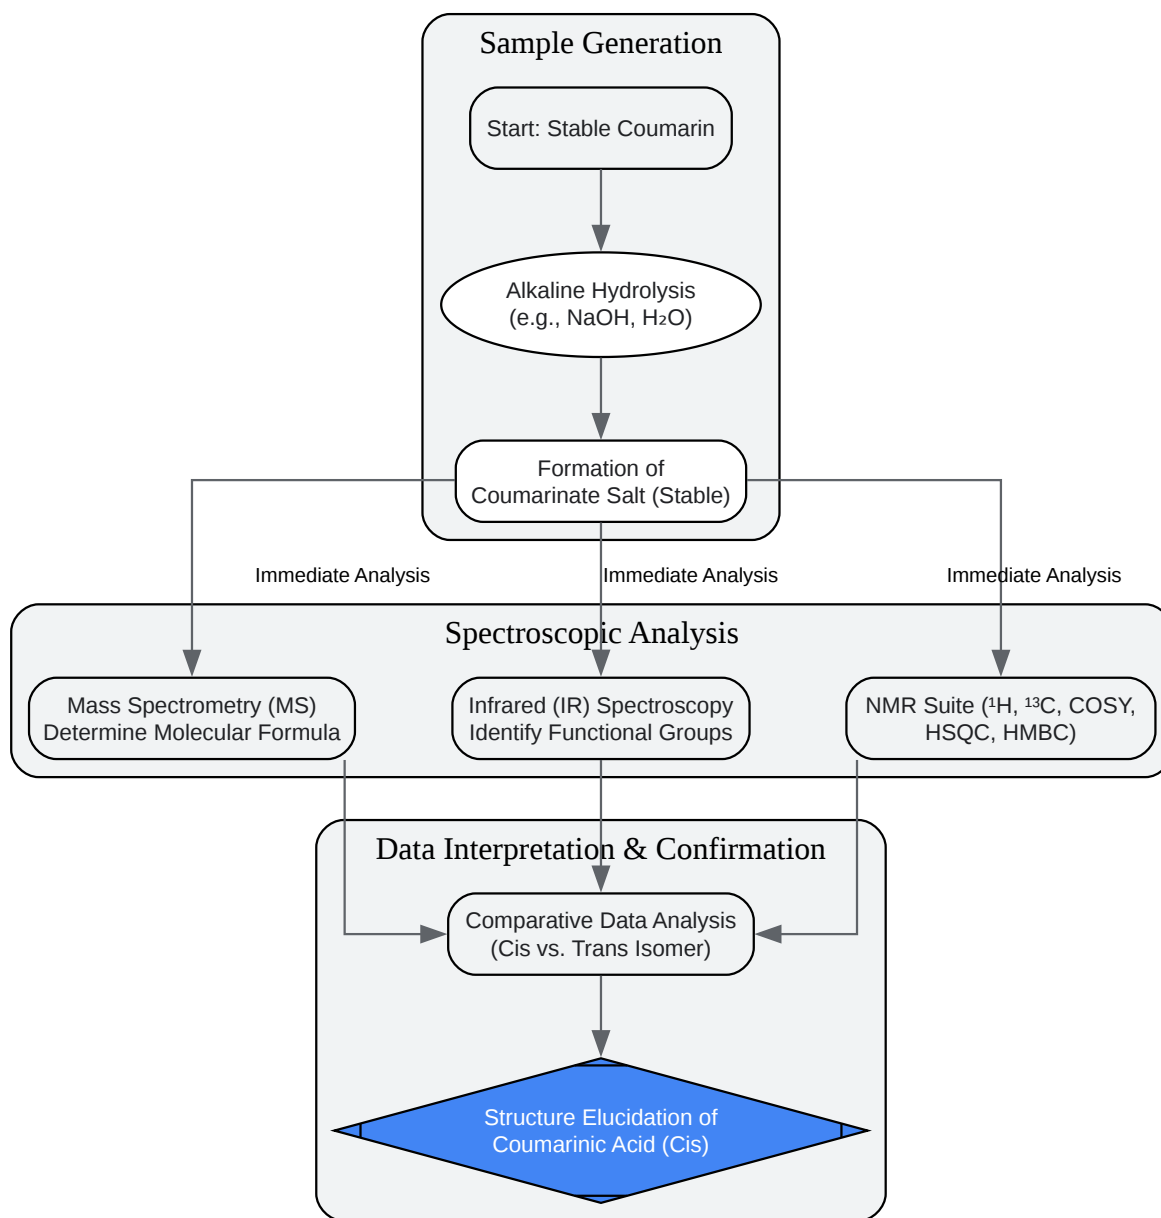 Sample Generation
Start: Stable Coumarin
Alkaline Hydrolysis
(e.g., NaOH, H₂O)
Formation of
Coumarinate Salt (Stable)
Immediate Analysis
Immediate Analysis
Immediate Analysis
Spectroscopic Analysis
Mass Spectrometry (MS)
Determine Molecular Formula
Infrared (IR) Spectroscopy
Identify Functional Groups
NMR Suite (¹H, ¹³C, COSY,
HSQC, HMBC)
Data Interpretation & Confirmation
Comparative Data Analysis
(Cis vs. Trans Isomer)
Structure Elucidation of
Coumarinic Acid (Cis)